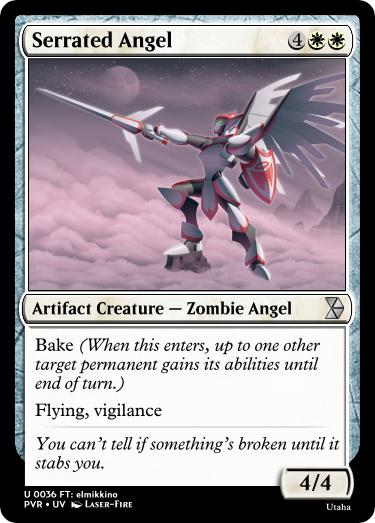 Serrated Angel 4
Artifact Creature — Zombie Angel
Bake (When this enters, up to one other
target permanent gains its abilities until
end of turn.)
Flying, vigilance
You can't tell if something's broken until it
stabs you.
4/4
U 0036 FT: elmikkino
PVR • UV LASER-FIRE
Utaha